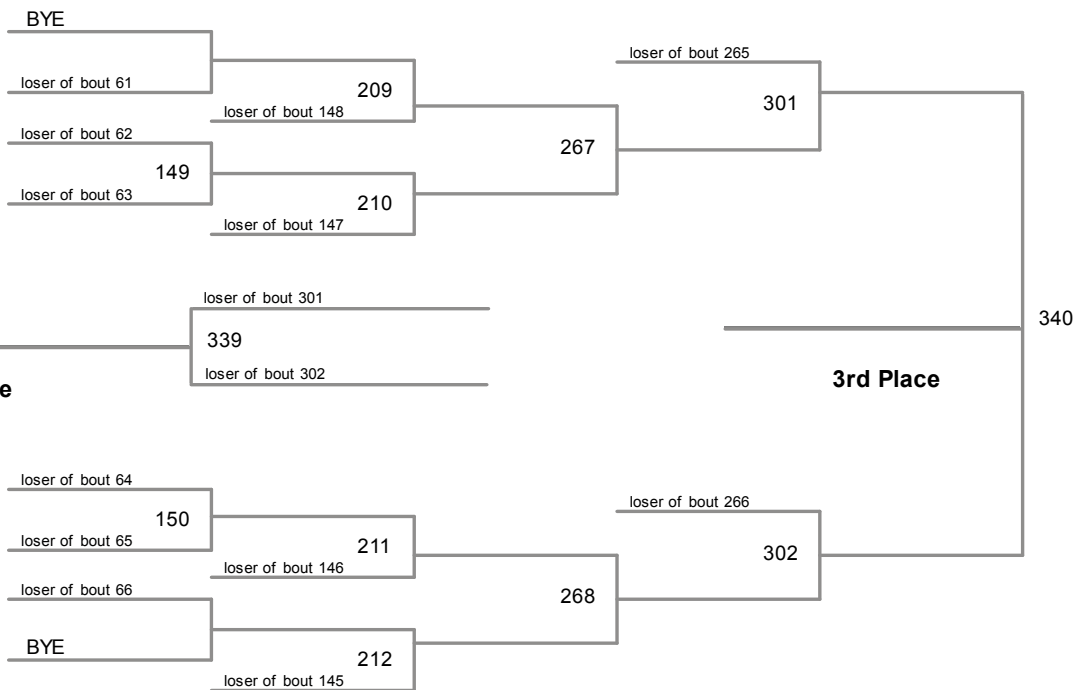 BYE
loser of bout 265
loser of bout 61
209
301
loser of bout 148
loser of bout 62
267
149
loser of bout 63
210
loser of bout 147
loser of bout 301
340
339
loser of bout 302
3rd Place
e
loser of bout 64
loser of bout 266
150
loser of bout 65
211
302
loser of bout 146
loser of bout 66
268
BYE
212
loser of bout 145